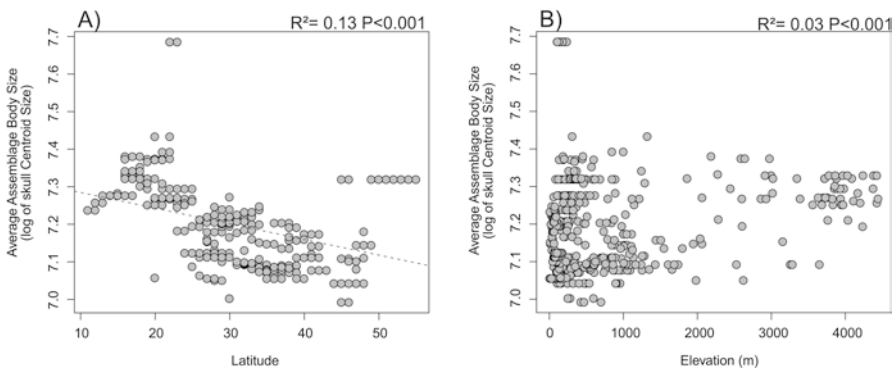 A)
R²= 0.13 P<0.001
Average Assemblage Body Size
(log of skull Centroid Size)
7.7
7.6
7.5
7.4
7.3
7.2
7.1
7.0
10 20 30 40 50
Latitude
B)
R²= 0.03 P<0.001
Average Assemblage Body Size
(log of skull Centroid Size)
7.7
7.6
7.5
7.4
7.3
7.2
7.1
7.0
0 1000 2000 3000 4000
Elevation (m)